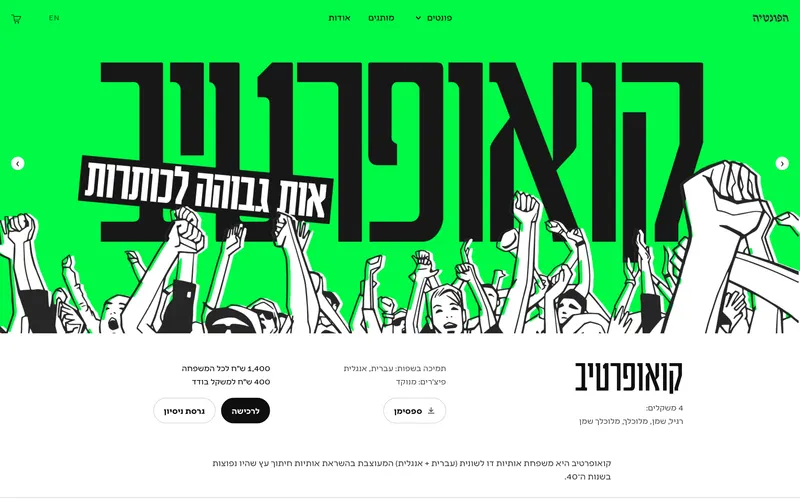 הפונטיה
פונטים
מותגים
אודות
EN
קואופרטיב
אות גבוהה לכותרות
קואופרטיב
4 משקלים:
רגיל, שמן, מלוכלך, מלוכלך שמן
תמיכה בשפות: עברית, אנגלית
פיצ'רים: מנוקד
ספסימן
1,400 ש"ח לכל המשפחה
400 ש"ח למשקל בודד
לרכישה
גרסת ניסיון
קואופרטיב היא משפחת אותיות דו לשונית (עברית + אנגלית) המעוצבת בהשראת אותיות חיתוך עץ שהיו נפוצות
בשנות ה־40.